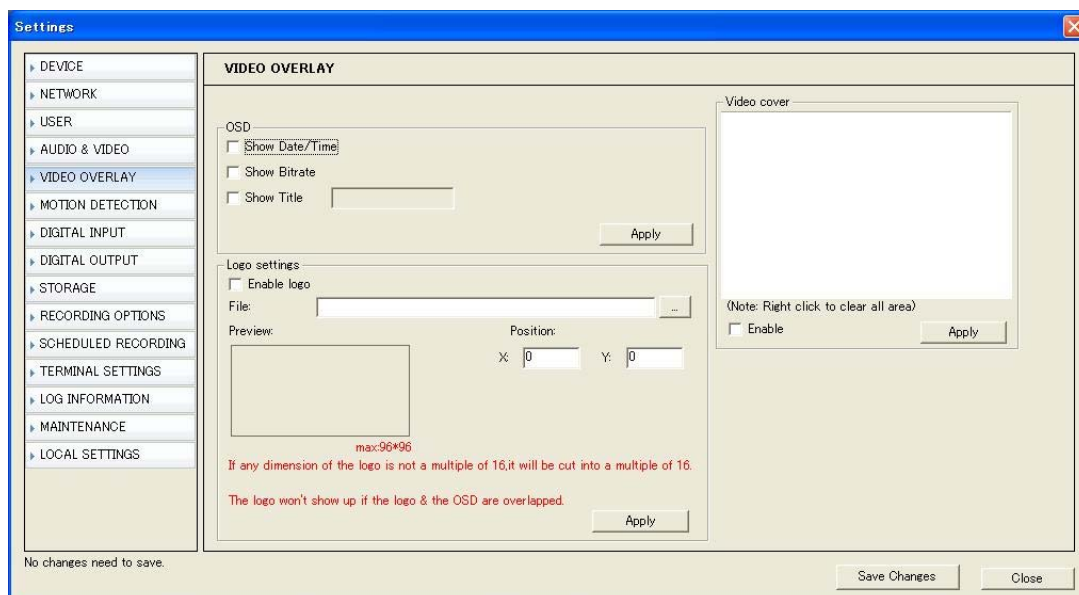 Settings
DEVICE
NETWORK
USER
AUDIO & VIDEO
VIDEO OVERLAY
MOTION DETECTION
DIGITAL INPUT
DIGITAL OUTPUT
STORAGE
RECORDING OPTIONS
SCHEDULED RECORDING
TERMINAL SETTINGS
LOG INFORMATION
MAINTENANCE
LOCAL SETTINGS
VIDEO OVERLAY
OSD
Show Date/Time
Show Bitrate
Show Title
Apply
Logo settings
Enable logo
File:
...
Preview:
Position:
X: 0 Y: 0
max:96*96
If any dimension of the logo is not a multiple of 16,it will be cut into a multiple of 16.
The logo won't show up if the logo & the OSD are overlapped.
Apply
Video cover
(Note: Right click to clear all area)
Enable
Apply
No changes need to save.
Save Changes
Close